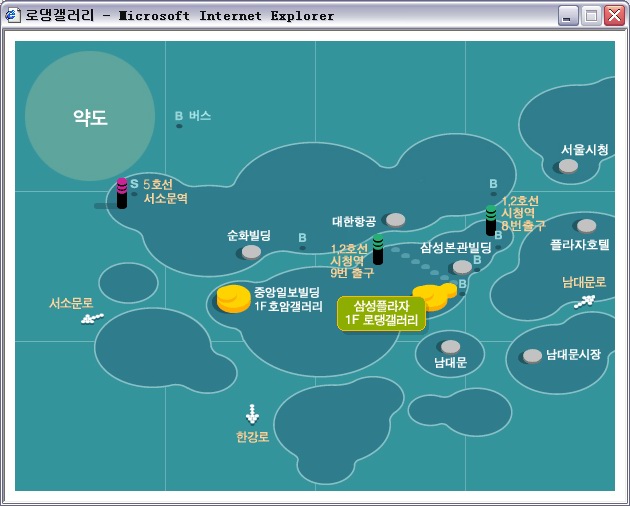 로댕갤러리 - Microsoft Internet Explorer
약도
B 버스
서울시청
S 5호선
서소문역
B
1,2호선
시청역
8번출구
대한항공
순화빌딩
B
B
1,2호선
시청역
9번 출구
삼성본관빌딩
플라자호텔
B
B
남대문로
중앙일보빌딩
1F 호암갤러리
삼성플라자
1F 로댕갤러리
서소문로
남대문
남대문시장
한강로